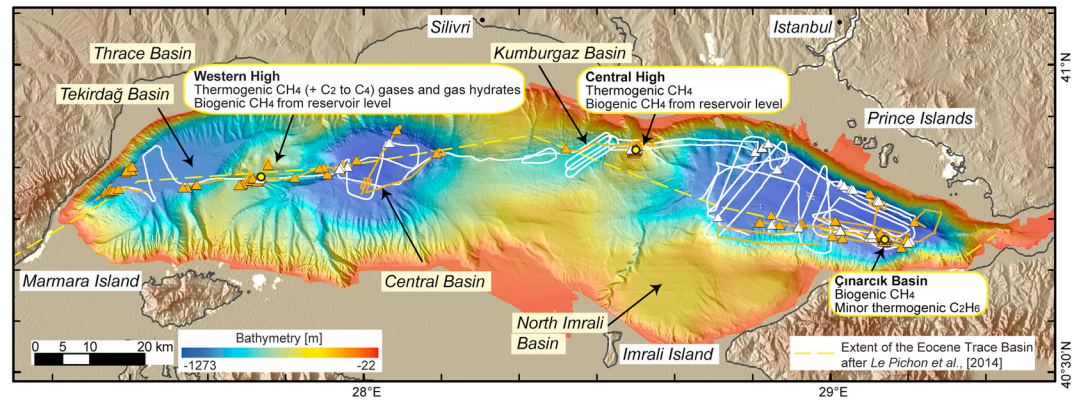 Silivri
Istanbul
41°N
Thrace Basin
Kumburgaz Basin
Western High
Thermogenic CH4 (+ C2 to C4) gases and gas hydrates
Biogenic CH4 from reservoir level
Central High
Thermogenic CH4
Biogenic CH4 from reservoir level
Tekirdağ Basin
Prince Islands
Marmara Island
Central Basin
Çınarcık Basin
Biogenic CH4
Minor thermogenic C2H6
North Imrali
Basin
Imrali Island
0 5 10 20 km
Bathymetry [m]
-1273 -22
Extent of the Eocene Trace Basin
after Le Pichon et al., [2014]
40°30'N
28°E
29°E